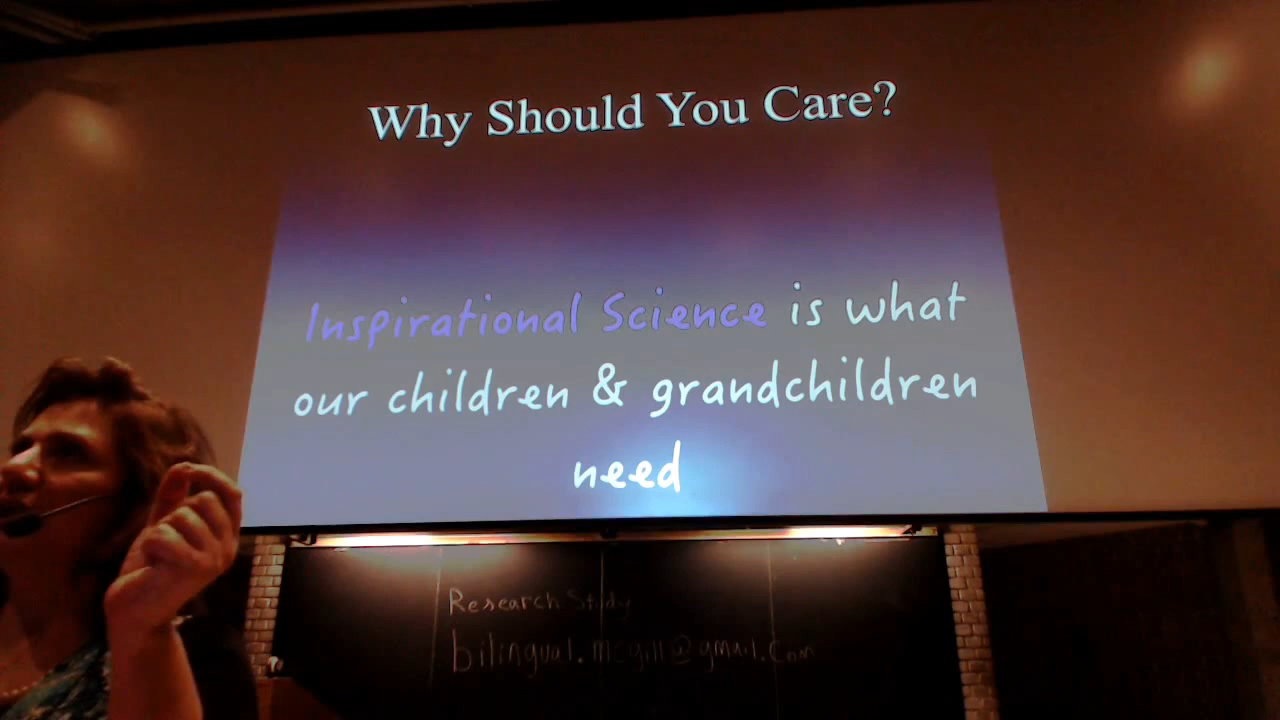 Why Should You Care?
Inspirational Science is what
our children & grandchildren
need
Research Study
bilingual.mcgill@gmail.com